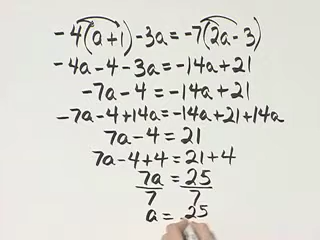 -4(a+1)-3a=-7(2a-3)
-4a-4-3a=-14a+21
-7a-4=-14a+21
-7a-4+14a=-14a+21+14a
7a-4=21
7a-4+4=21+4
7a/7=25/7
a=25